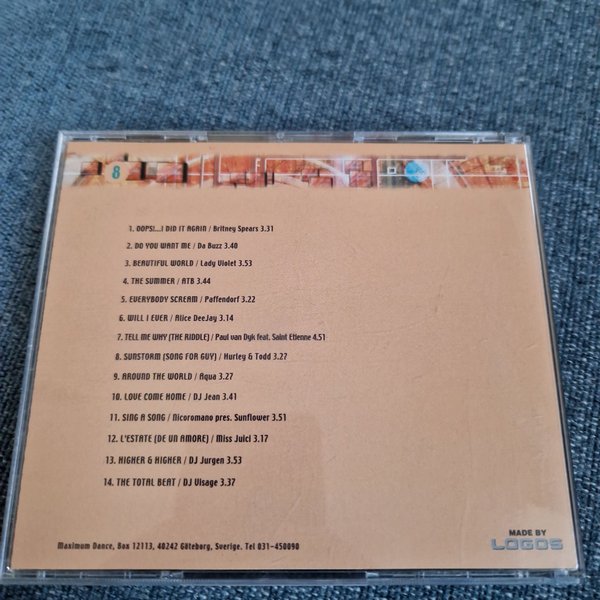 8
1. OOPS!...I DID IT AGAIN / Britney Spears 3.31
2. DO YOU WANT ME / Da Buzz 3.40
3. BEAUTIFUL WORLD / Lady Violet 3.53
4. THE SUMMER / ATB 3.44
5. EVERYBODY SCREAM / Paffendorf 3.22
6. WILL I EVER / Alice DeeJay 3.14
7. TELL ME WHY (THE RIDDLE) / Paul van Dyk feat. Saint Etienne 4.51
8. SUNSTORM (SONG FOR GUY) / Hurley & Todd 3.27
9. AROUND THE WORLD / Aqua 3.27
10. LOVE COME HOME / DJ Jean 3.41
11. SING A SONG / Nicoromano pres. Sunflower 3.51
12. L'ESTATE (DE UN AMORE) / Miss Juici 3.17
13. HIGHER & HIGHER / DJ Jurgen 3.53
14. THE TOTAL BEAT / DJ Visage 3.37
Maximum Dance, Box 12113, 40242 Göteborg, Sverige. Tel 031-450090
MADE BY
LOGOS